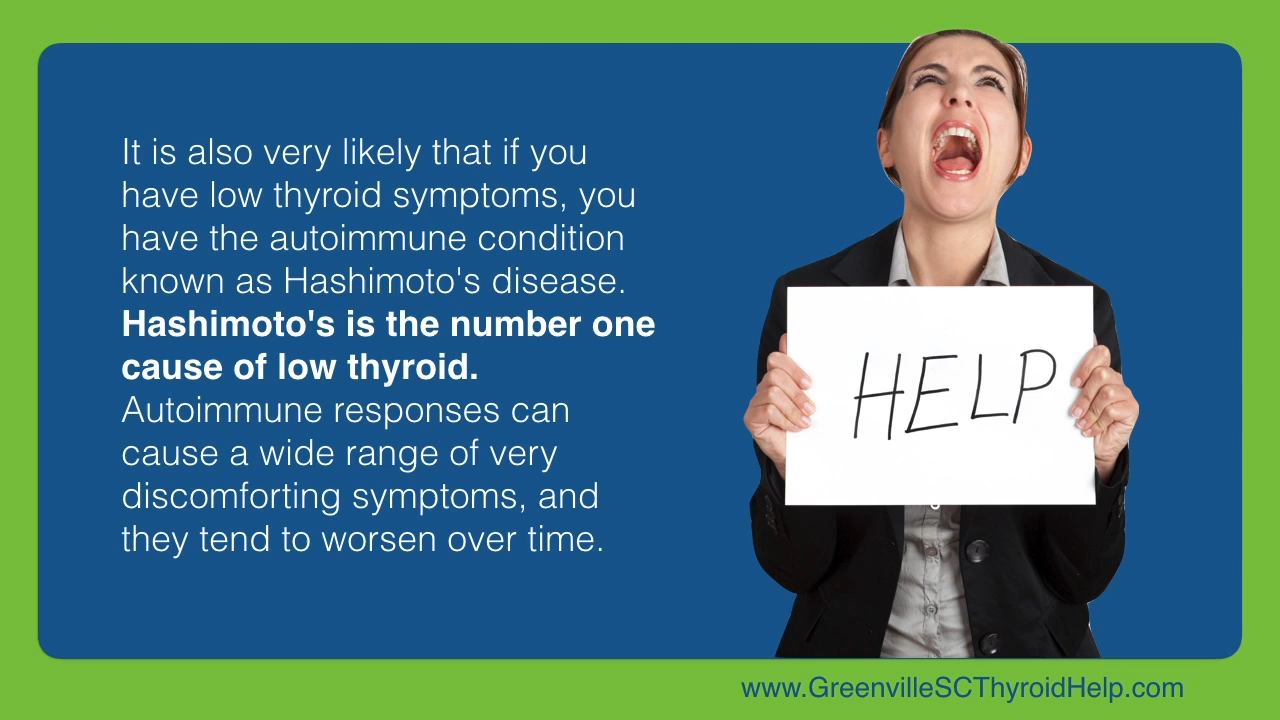 It is also very likely that if you
have low thyroid symptoms, you
have the autoimmune condition
known as Hashimoto's disease.
Hashimoto's is the number one
cause of low thyroid.
Autoimmune responses can
cause a wide range of very
discomforting symptoms, and
they tend to worsen over time.
HELP
www.GreenvilleSCThyroidHelp.com